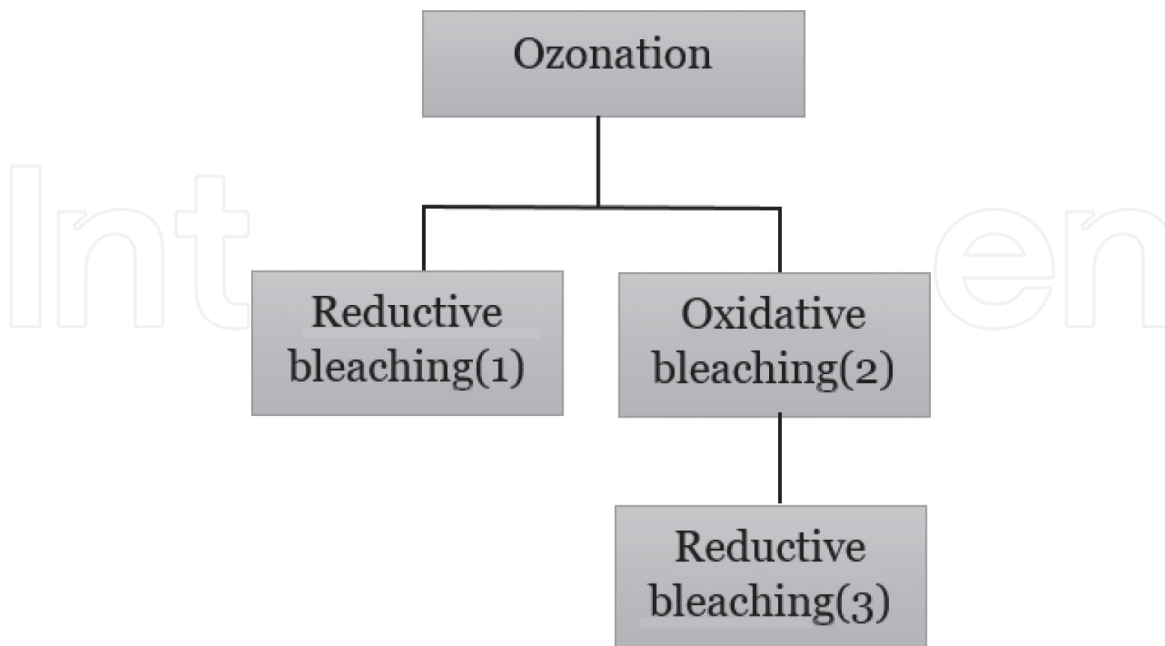 Ozonation
Reductive
bleaching(1)
Oxidative
bleaching(2)
Reductive
bleaching(3)